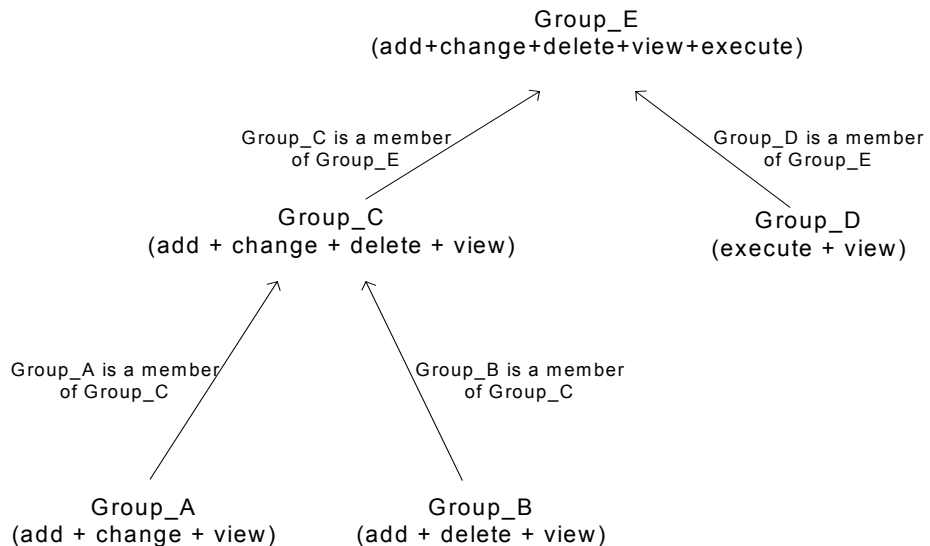 Group_E
(add+change+delete+view+execute)
Group_C is a member
of Group_E
Group_D is a member
of Group_E
Group_C
(add + change + delete + view)
Group_D
(execute + view)
Group_A is a member
of Group_C
Group_B is a member
of Group_C
Group_A
(add + change + view)
Group_B
(add + delete + view)